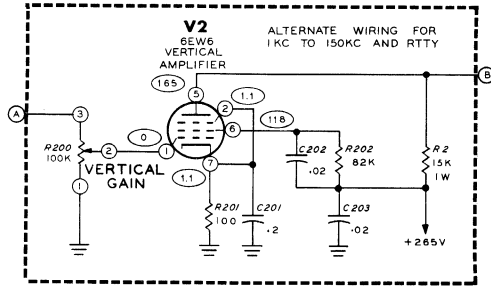 V2
6EW6
VERTICAL
AMPLIFIER
ALTERNATE WIRING FOR
1KC TO 150KC AND RTTY
165
5
2
1.1
B
A
3
0
6
118
R200
100K
2
1
VERTICAL
GAIN
7
1.1
C202
.02
R202
82K
R2
15K
1W
1
R201
100
C201
.2
C203
.02
+265V